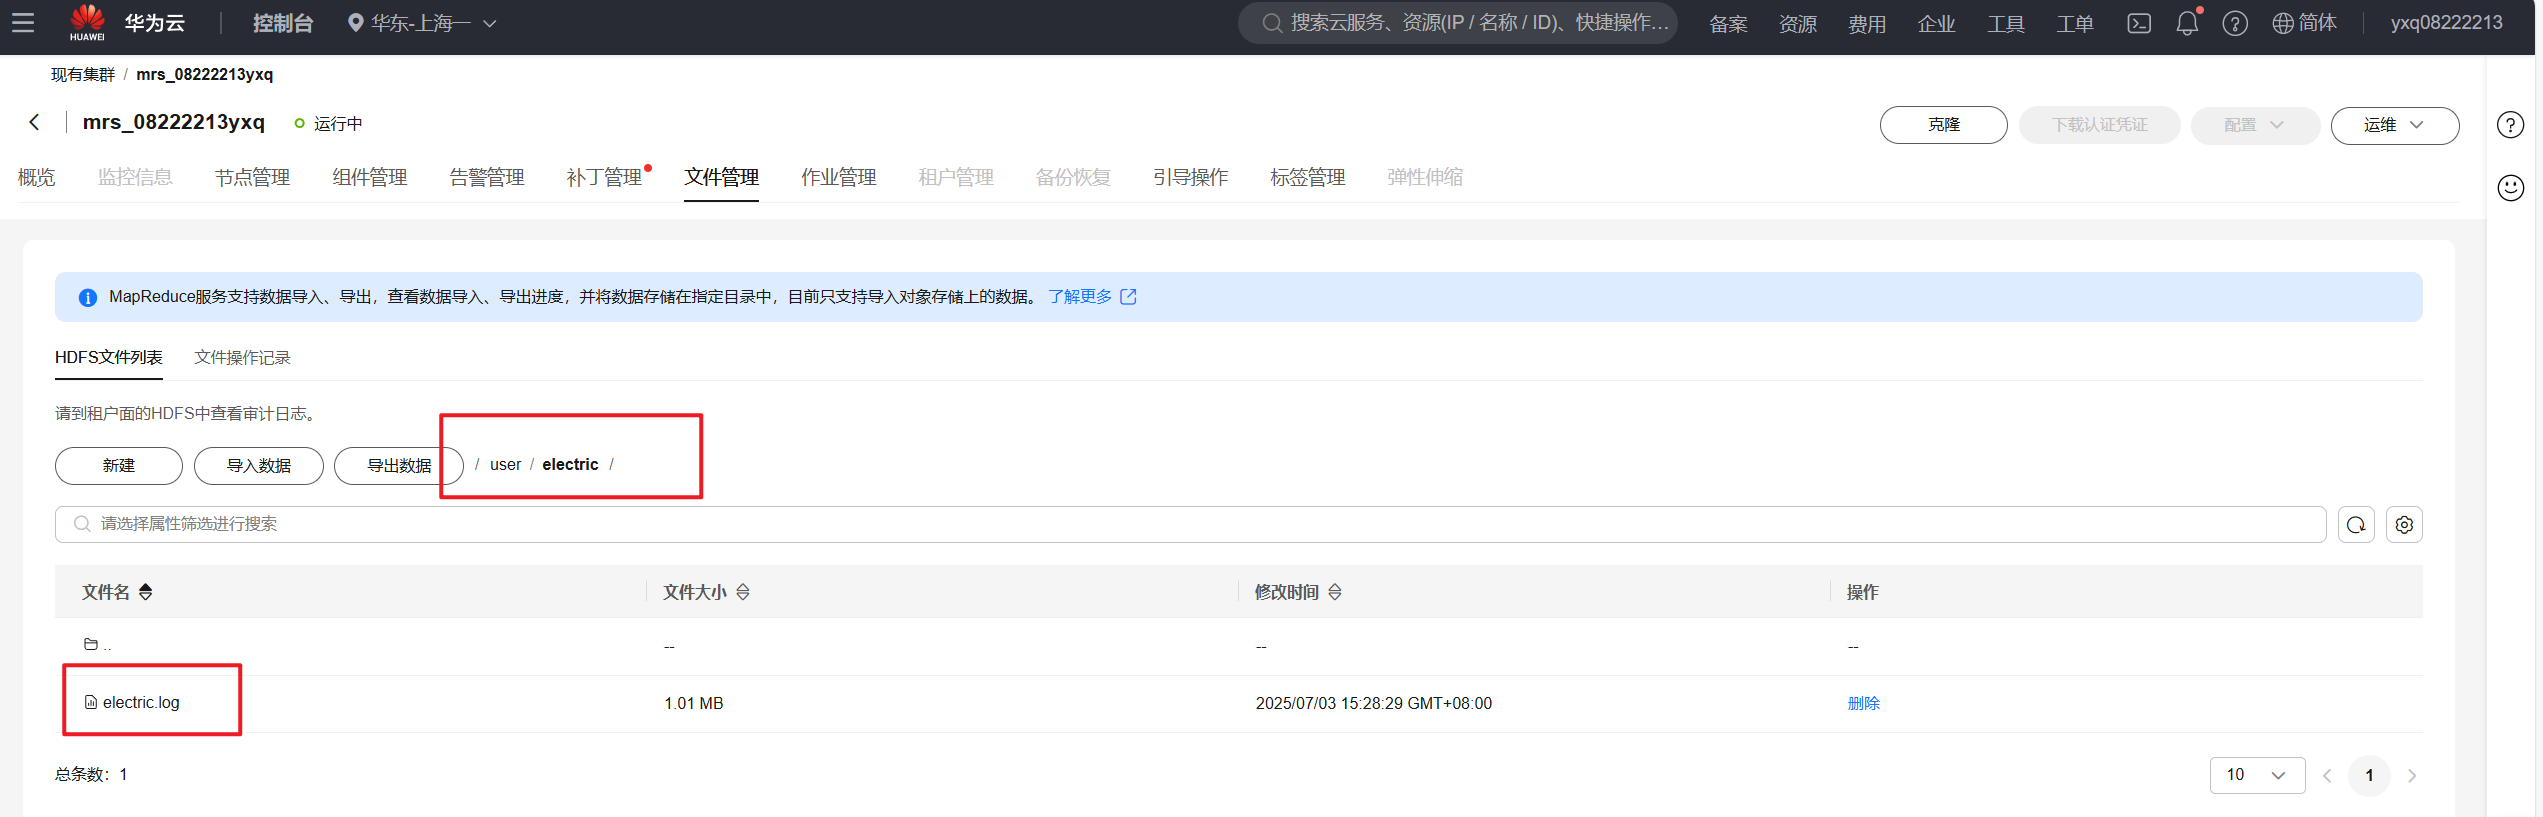 HUAWEI 华为云 控制台 华东-上海一 搜索云服务、资源(IP / 名称 / ID)、快捷操作... 备案 资源 费用 企业 工具 工单 简体 yxq08222213
现有集群 / mrs_08222213yxq
mrs_08222213yxq 运行中 克隆 下载认证凭证 配置 运维
概览 监控信息 节点管理 组件管理 告警管理 补丁管理 文件管理 作业管理 租户管理 备份恢复 引导操作 标签管理 弹性伸缩
MapReduce服务支持数据导入、导出，查看数据导入、导出进度，并将数据存储在指定目录中，目前只支持导入对象存储上的数据。 了解更多
HDFS文件列表 文件操作记录
请到租户面的HDFS中查看审计日志。
新建 导入数据 导出数据 / user / electric /
请选择属性筛选进行搜索
文件名 文件大小 修改时间 操作
.. -- -- --
electric.log 1.01 MB 2025/07/03 15:28:29 GMT+08:00 删除
总条数：1 10 1